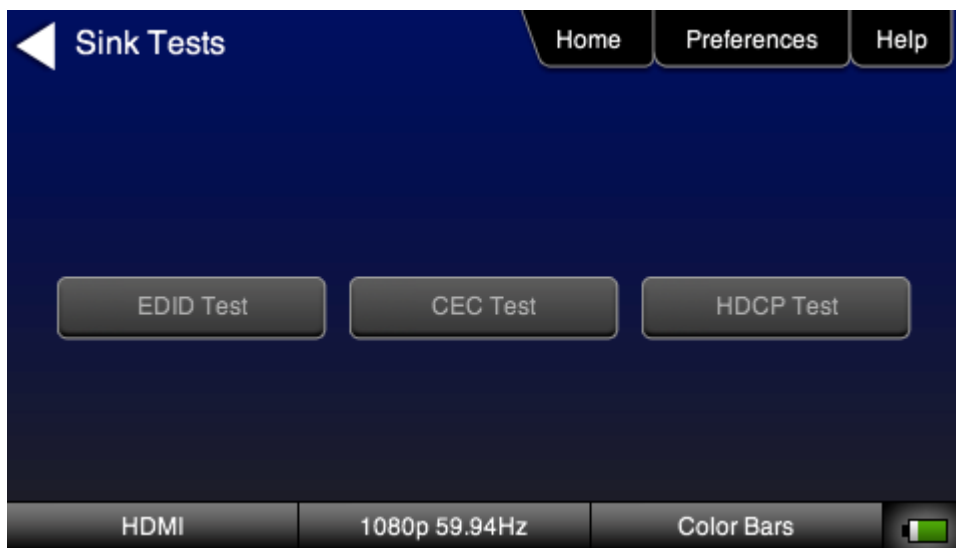 Sink Tests
Home
Preferences
Help
EDID Test
CEC Test
HDCP Test
HDMI
1080p 59.94Hz
Color Bars